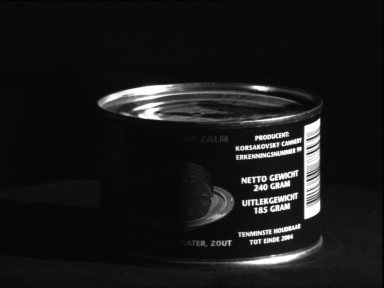 ZALM
PRODUCENT:
KORSAKOVSKY CANNERY
ERKENNINGSNUMMER 99
NETTO GEWICHT
240 GRAM
UITLEKGEWICHT
185 GRAM
WATER, ZOUT
TENMINSTE HOUDBAAR
TOT EINDE 2004